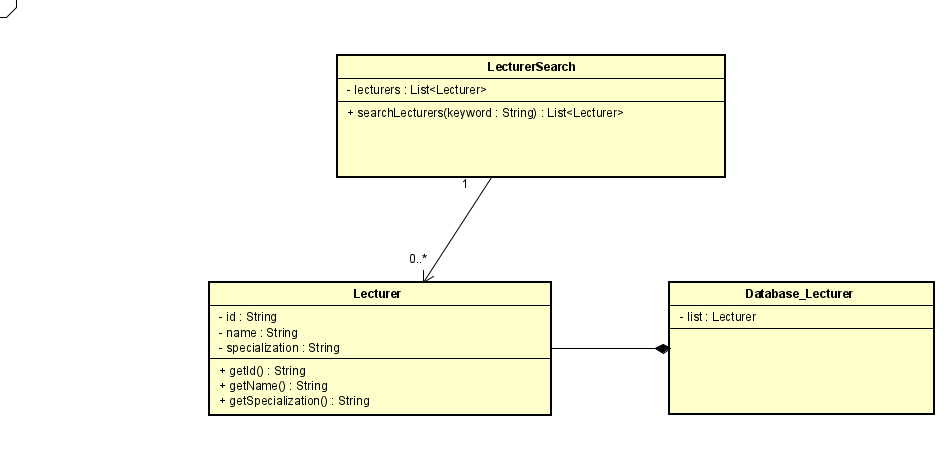 LecturerSearch
- lecturers : List<Lecturer>
+ searchLecturers(keyword : String) : List<Lecturer>
1
0..*
Lecturer
- id : String
- name : String
- specialization : String
+ getId() : String
+ getName() : String
+ getSpecialization() : String
Database_Lecturer
- list : Lecturer